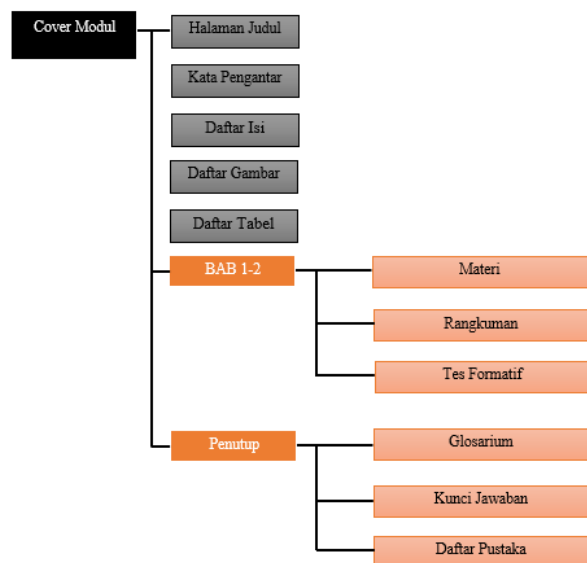 Cover Modul
Halaman Judul
Kata Pengantar
Daftar Isi
Daftar Gambar
Daftar Tabel
BAB 1-2
Materi
Rangkuman
Tes Formatif
Penutup
Glosarium
Kunci Jawaban
Daftar Pustaka